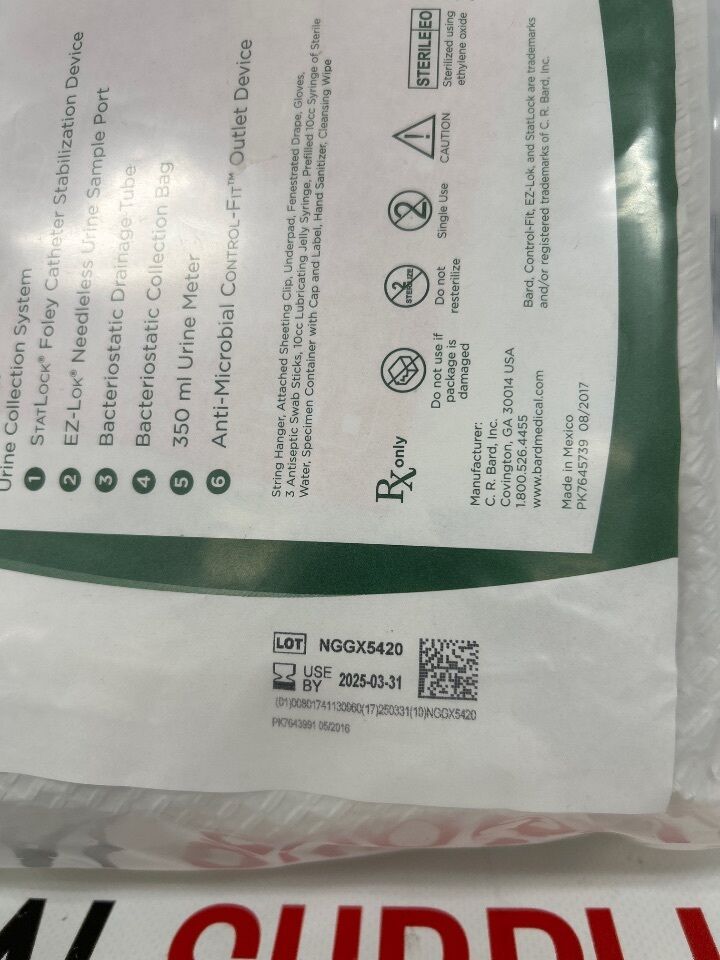 Urine Collection System
1 STATLOCK® Foley Catheter Stabilization Device
2 EZ-LOK® Needleless Urine Sample Port
3 Bacteriostatic Drainage Tube
4 Bacteriostatic Collection Bag
5 350 ml Urine Meter
6 Anti-Microbial CONTROL-FIT™ Outlet Device
String Hanger, Attached Sheeting Clip, Underpad, Fenestrated Drape, Gloves,
3 Antiseptic Swab Sticks, 10cc Lubricating Jelly Syringe, Prefilled 10cc Syringe of Sterile
Water, Specimen Container with Cap and Label, Hand Sanitizer, Cleansing Wipe
Rx only
Do not use if
package is
damaged
2
STERILIZE
Do not
resterilize
2
Single Use
CAUTION
STERILE EO
Sterilized using
ethylene oxide
Manufacturer:
C. R. Bard, Inc.
Covington, GA 30014 USA
1.800.526.4455
www.bardmedical.com
Bard, Control-Fit, EZ-Lok, and StatLock are trademarks
and/or registered trademarks of C. R. Bard, Inc.
Made in Mexico
PK7645739 08/2017
LOT NGGX5420
USE
BY 2025-03-31
(01)00801741130960(17)250331(10)NGGX5420
PK7643991 05/2016
SUPPLY